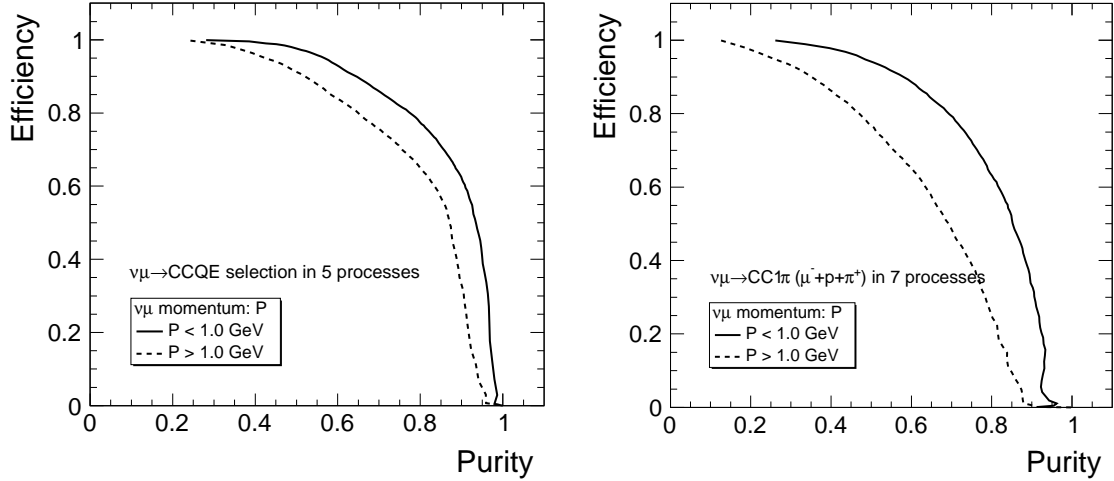 Efficiency
1
0.8
0.6
0.4
0.2
0
νμ→CCQE selection in 5 processes
νμ momentum: P
P < 1.0 GeV
P > 1.0 GeV
0 0.2 0.4 0.6 0.8 1
Purity
Efficiency
1
0.8
0.6
0.4
0.2
0
νμ→CC1π (μ⁻+p+π⁺) in 7 processes
νμ momentum: P
P < 1.0 GeV
P > 1.0 GeV
0 0.2 0.4 0.6 0.8 1
Purity